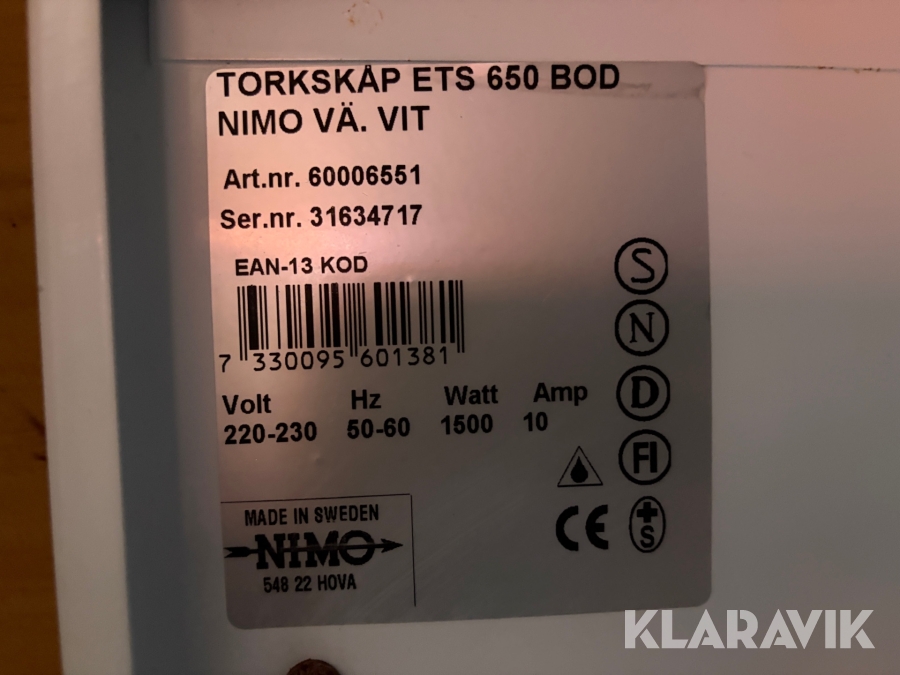 TORKSKÅP ETS 650 BOD
NIMO VÄ. VIT
Art.nr. 60006551
Ser.nr. 31634717
EAN-13 KOD
7 330095 601381
Volt Hz Watt Amp
220-230 50-60 1500 10
S
N
D
FI
CE
+S
MADE IN SWEDEN
NIMO
548 22 HOVA
KLARAVIK